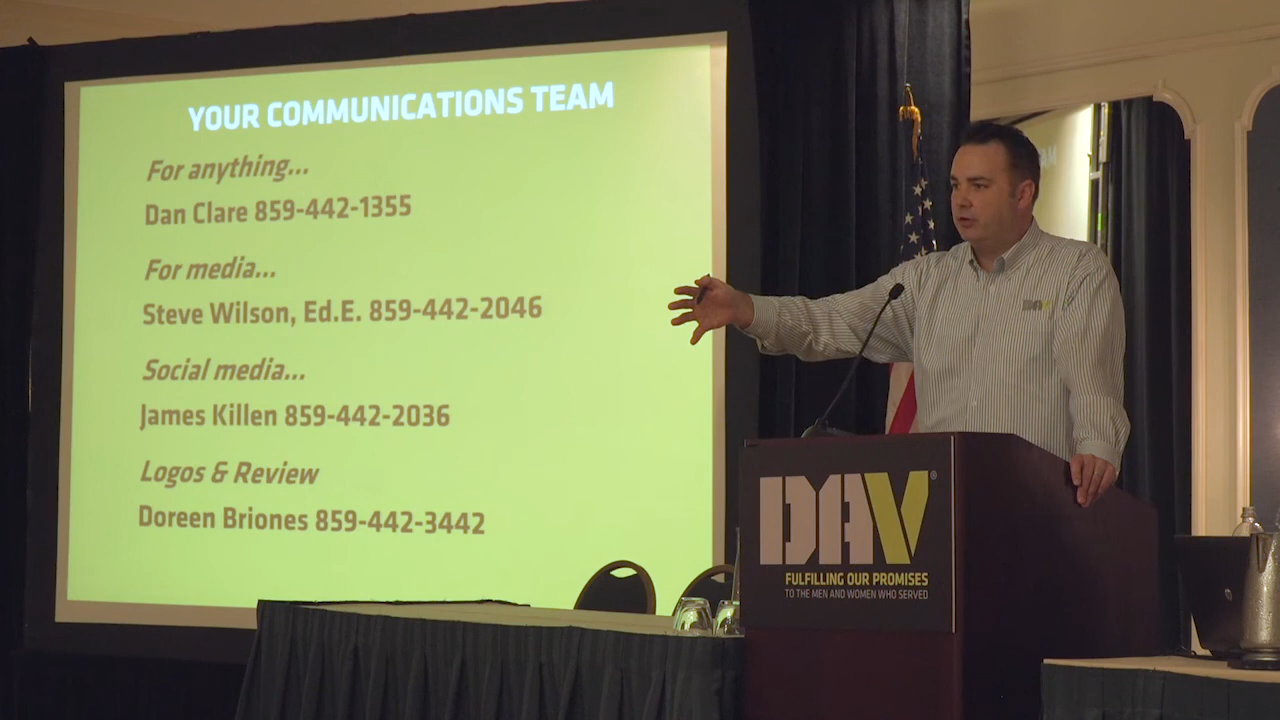 YOUR COMMUNICATIONS TEAM
For anything...
Dan Clare 859-442-1355
For media...
Steve Wilson, Ed.E. 859-442-2046
Social media...
James Killen 859-442-2036
Logos & Review
Doreen Briones 859-442-3442
DAV
DAV®
FULFILLING OUR PROMISES
TO THE MEN AND WOMEN WHO SERVED